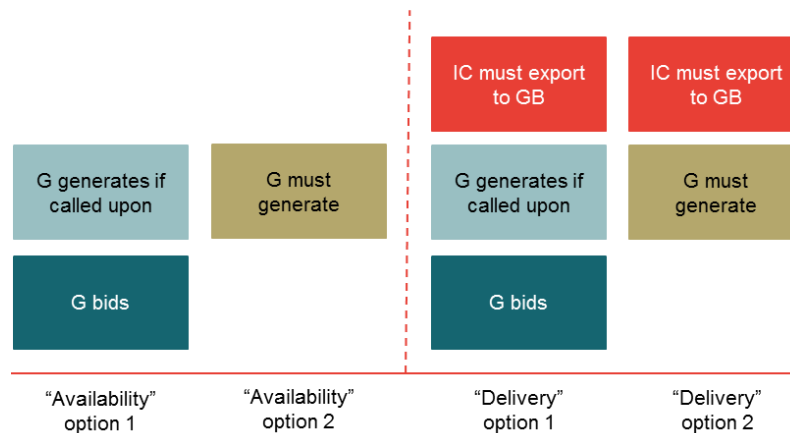 IC must export
to GB
IC must export
to GB
G generates if
called upon
G must
generate
G generates if
called upon
G must
generate
G bids
G bids
“Availability”
option 1
“Availability”
option 2
“Delivery”
option 1
“Delivery”
option 2